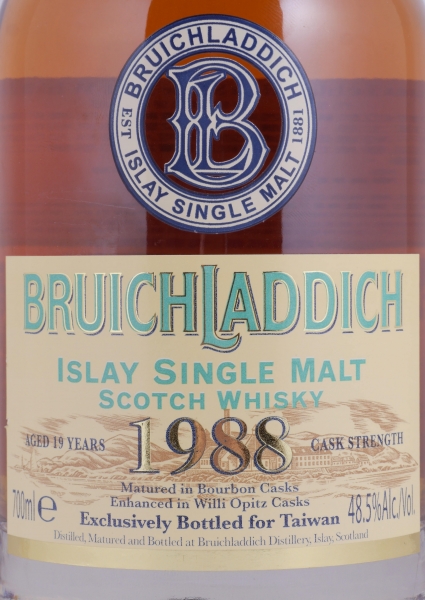 BRUICHLADDICH
EST 1881
LB
ISLAY SINGLE MALT
BRUICHLADDICH
ISLAY SINGLE MALT
SCOTCH WHISKY
AGED 19 YEARS 1988 CASK STRENGTH
Matured in Bourbon Casks
Enhanced in Willi Opitz Casks
700ml e Exclusively Bottled for Taiwan 48.5%Alc./Vol.
Distilled, Matured and Bottled at Bruichladdich Distillery, Islay, Scotland